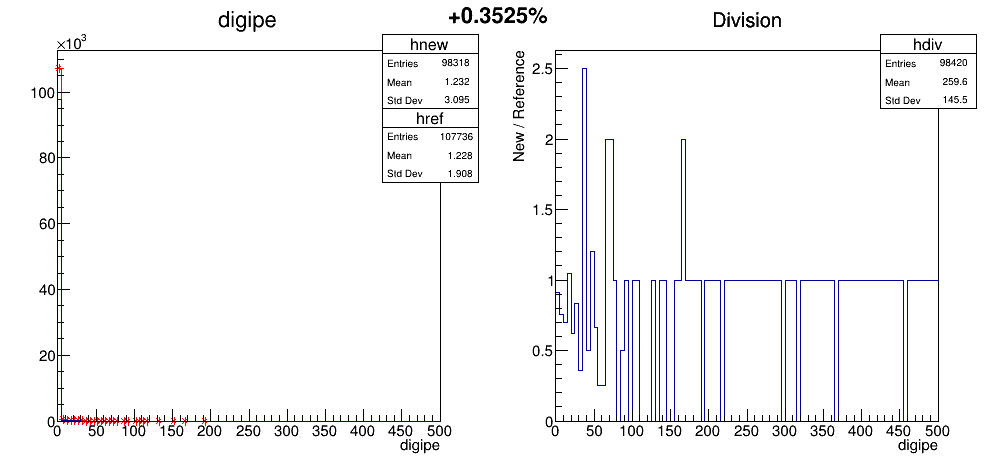 digipe
+0.3525%
Division
×10³
hnew
Entries 98318
Mean 1.232
Std Dev 3.095
href
Entries 107736
Mean 1.228
Std Dev 1.908
100
80
60
40
20
0
0 50 100 150 200 250 300 350 400 450 500
digipe
New / Reference
hdiv
Entries 98420
Mean 259.6
Std Dev 145.5
2.5
2
1.5
1
0.5
0
0 50 100 150 200 250 300 350 400 450 500
digipe